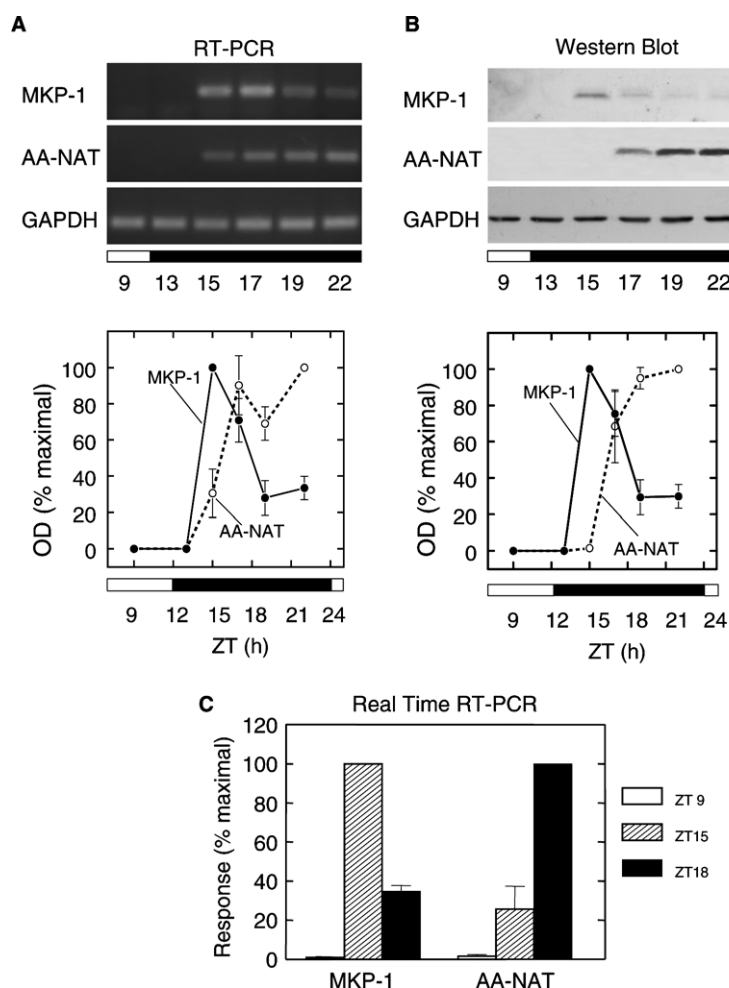 A
RT-PCR
MKP-1
AA-NAT
GAPDH
9 13 15 17 19 22
100
80
60
40
20
0
OD (% maximal)
MKP-1
AA-NAT
9 12 15 18 21 24
ZT (h)
B
Western Blot
MKP-1
AA-NAT
GAPDH
9 13 15 17 19 22
100
80
60
40
20
0
OD (% maximal)
MKP-1
AA-NAT
9 12 15 18 21 24
ZT (h)
C
Real Time RT-PCR
120
100
80
60
40
20
0
Response (% maximal)
MKP-1 AA-NAT
ZT 9
ZT15
ZT18